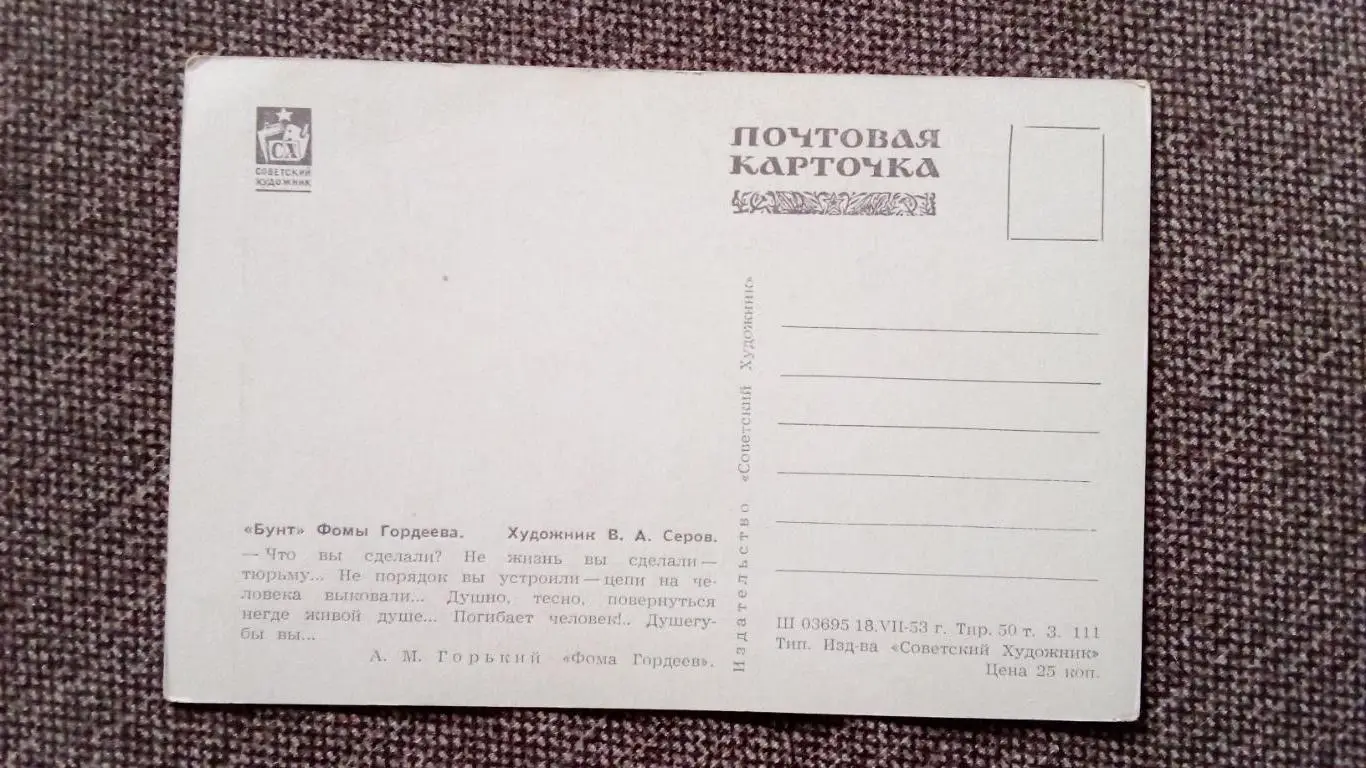 СХ
СОВЕТСКИЙ
ХУДОЖНИК
ПОЧТОВАЯ
КАРТОЧКА
«Бунт» Фомы Гордеева. Художник В. А. Серов.
— Что вы сделали? Не жизнь вы сделали —
тюрьму... Не порядок вы устроили — цепи на че-
ловека выковали... Душно, тесно, повернуться
негде живой душе... Погибает человек!.. Душегу-
бы вы...
А. М. Горький «Фома Гордеев».
Издательство «Советский Художник»
Ш 03695 18.VII-53 г. Тир. 50 т. З. 111
Тип. Изд-ва «Советский Художник»
Цена 25 коп.